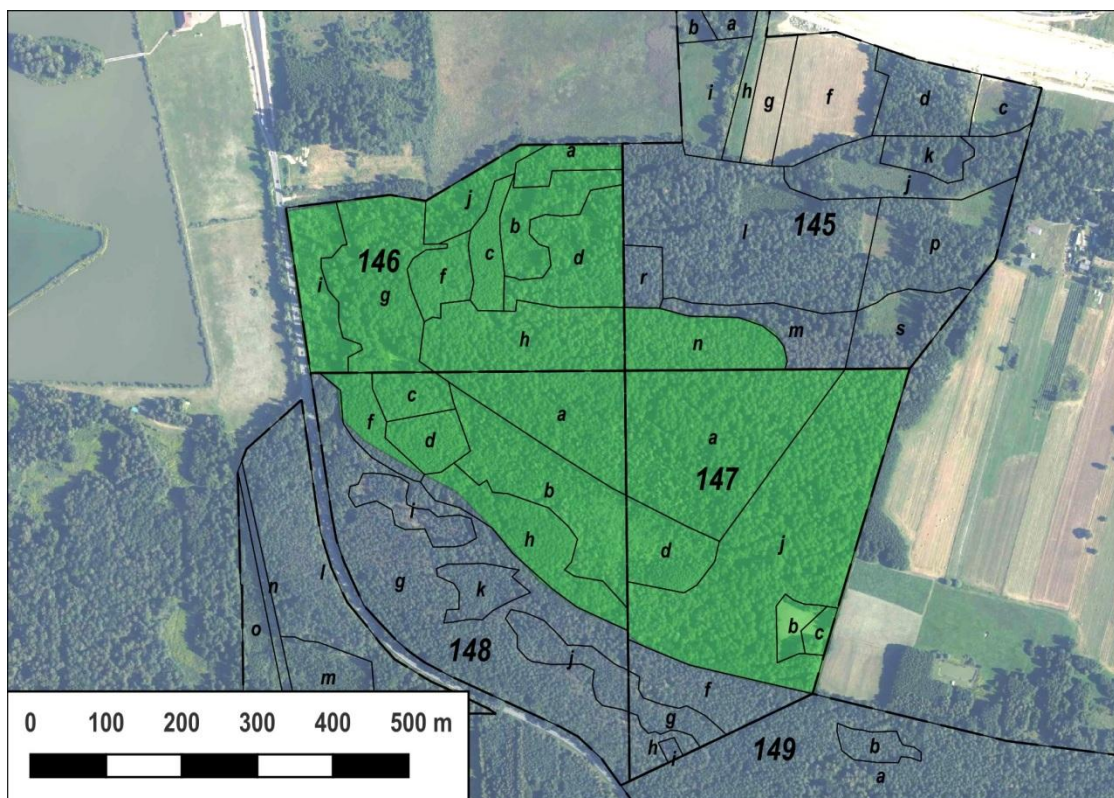 b a
i h g f d c
k
j
a
j
b
146 c d
i g f
l 145 p
r
h n m s
c a a
f d
147
b
i h d j
g k b c
l
n
148 j f
o
m g
h i
149 b
a
0 100 200 300 400 500 m